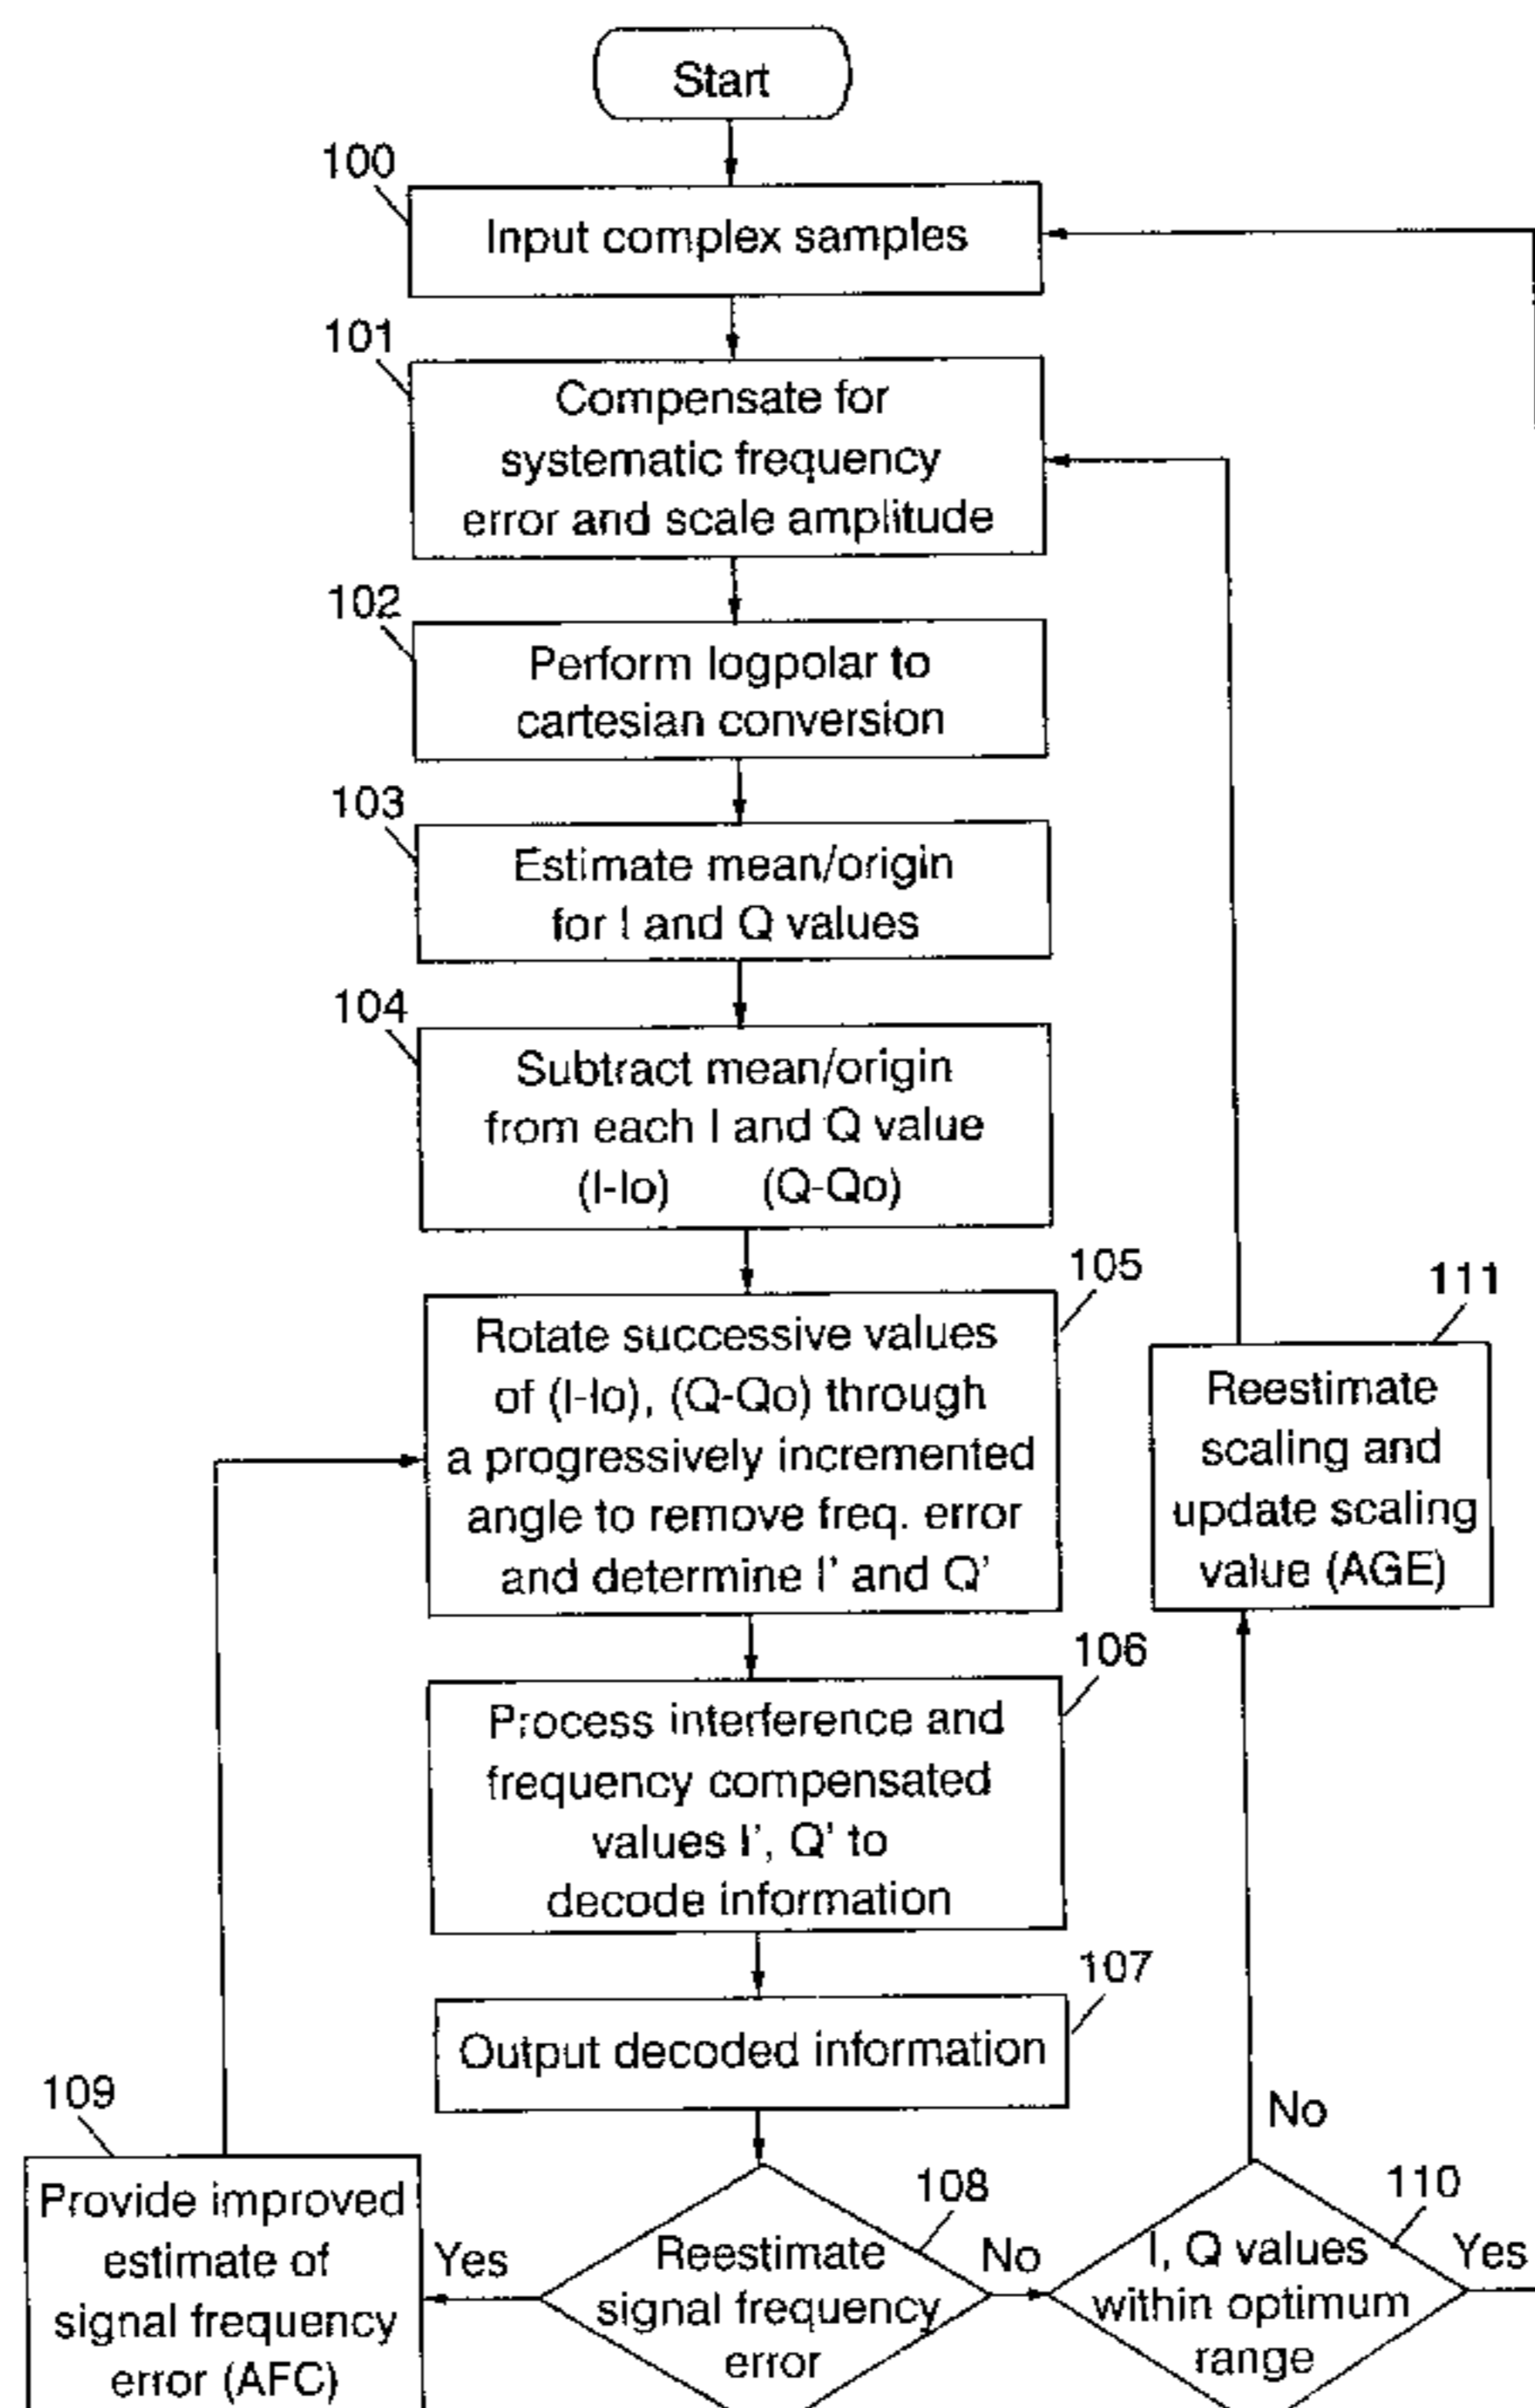 Start
100
Input complex samples
101
Compensate for
systematic frequency
error and scale amplitude
102
Perform logpolar to
cartesian conversion
103
Estimate mean/origin
for I and Q values
104
Subtract mean/origin
from each I and Q value
(I-Io) (Q-Qo)
105
Rotate successive values
of (I-Io), (Q-Qo) through
a progressively incremented
angle to remove freq. error
and determine I' and Q'
111
Reestimate
scaling and
update scaling
value (AGE)
106
Process interference and
frequency compensated
values I', Q' to
decode information
107
Output decoded information
109
Provide improved
estimate of
signal frequency
error (AFC)
Yes
108
Reestimate
signal frequency
error
No
No
110
I, Q values
within optimum
range
Yes